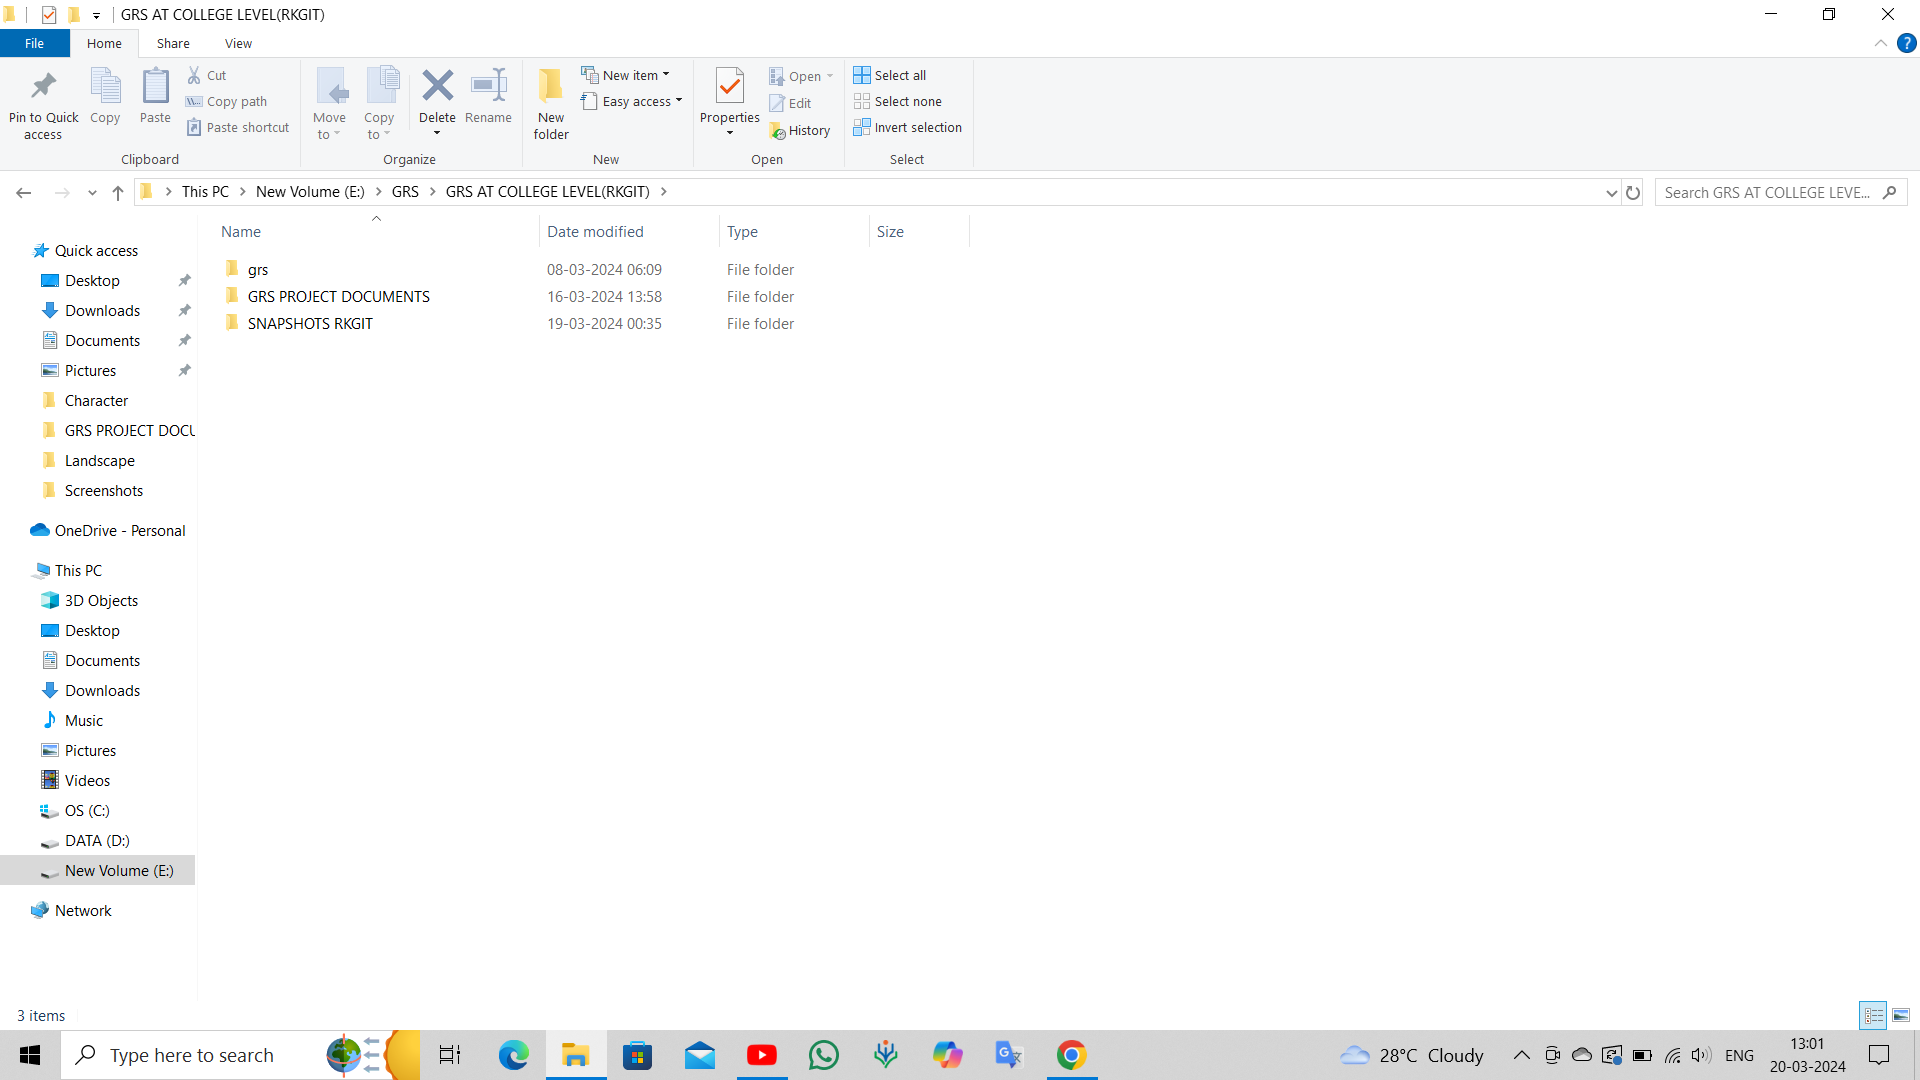 GRS AT COLLEGE LEVEL(RKGIT)
File Home Share View
Pin to Quick access
Copy
Paste
Cut
Copy path
Paste shortcut
Clipboard
Move to
Copy to
Delete
Rename
Organize
New folder
New item
Easy access
New
Properties
Open
Edit
History
Open
Select all
Select none
Invert selection
Select
This PC New Volume (E:) GRS GRS AT COLLEGE LEVEL(RKGIT)
Search GRS AT COLLEGE LEVE...
Name Date modified Type Size
grs 08-03-2024 06:09 File folder
GRS PROJECT DOCUMENTS 16-03-2024 13:58 File folder
SNAPSHOTS RKGIT 19-03-2024 00:35 File folder
Quick access
Desktop
Downloads
Documents
Pictures
Character
GRS PROJECT DOCU
Landscape
Screenshots
OneDrive - Personal
This PC
3D Objects
Desktop
Documents
Downloads
Music
Pictures
Videos
OS (C:)
DATA (D:)
New Volume (E:)
Network
3 items
Type here to search
28°C Cloudy
ENG
13:01
20-03-2024